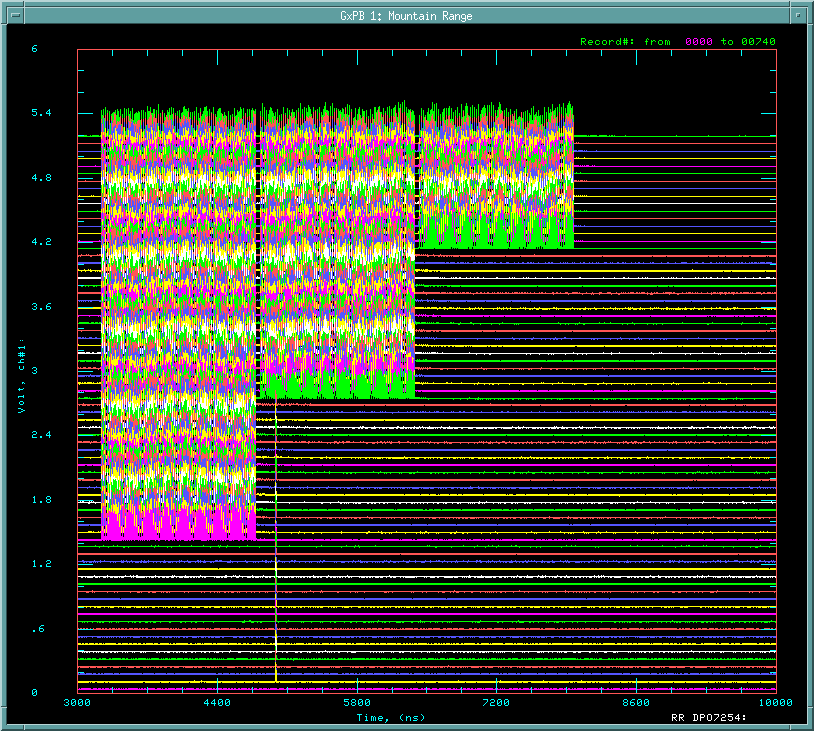 GxPB 1: Mountain Range
Record#: from 0000 to 00740
6
5.4
4.8
4.2
3.6
3
2.4
1.8
1.2
.6
0
Volt, ch#1:
3000 4400 5800 7200 8600 10000
Time, (ns)
RR DPO7254: